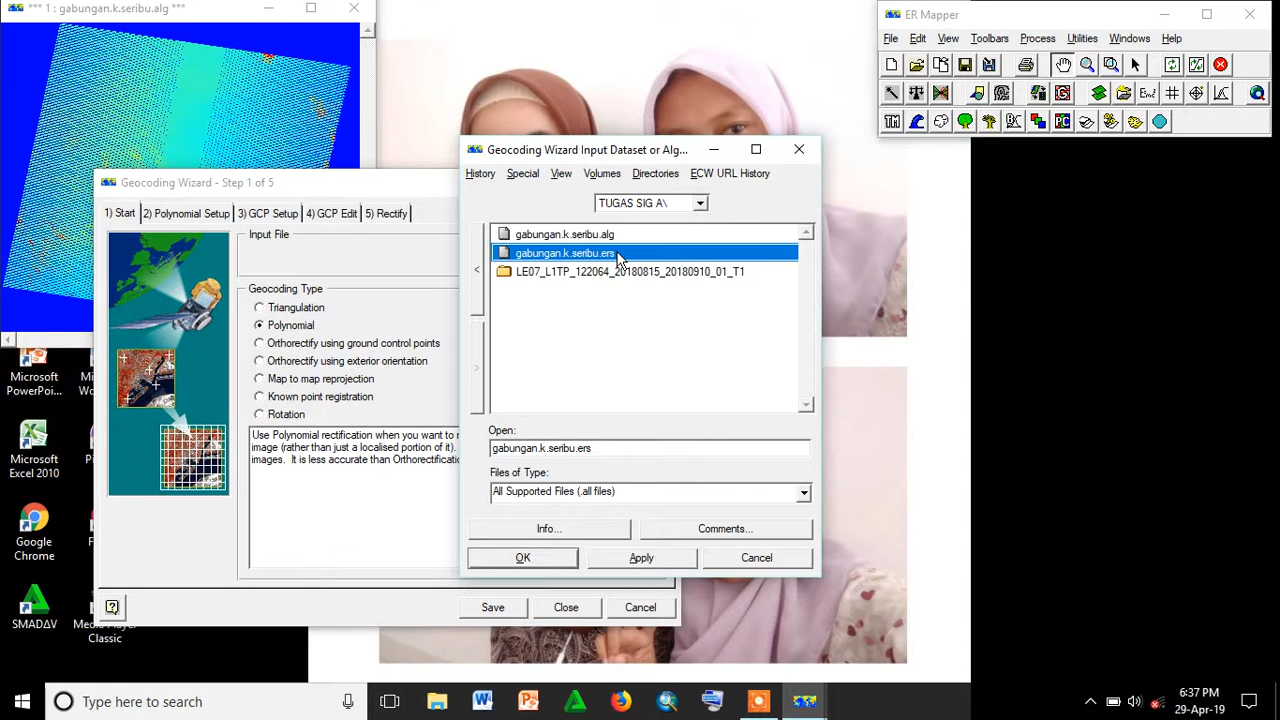 *** 1 : gabungan.k.seribu.alg ***
ER Mapper
File Edit View Toolbars Process Utilities Windows Help
Geocoding Wizard - Step 1 of 5
1) Start 2) Polynomial Setup 3) GCP Setup 4) GCP Edit 5) Rectify
Input File
Geocoding Type
Triangulation
Polynomial
Orthorectify using ground control points
Orthorectify using exterior orientation
Map to map reprojection
Known point registration
Rotation
Use Polynomial rectification when you want to
image (rather than just a localised portion of it).
images. It is less accurate than
Save Close Cancel
Geocoding Wizard Input Dataset or Alg...
History Special View Volumes Directories ECW URL History
TUGAS SIG A\
gabungan.k.seribu.alg
gabungan.k.seribu.ers
LE07_L1TP_122064_20180815_20180910_01_T1
<
>
Open:
gabungan.k.seribu.ers
Files of Type:
All Supported Files (.all files)
Info... Comments...
OK Apply Cancel
Microsoft
PowerPoi...
Microsoft
Excel 2010
Google
Chrome
SMADΔV
Media Player
Classic
Type here to search
6:37 PM
29-Apr-19